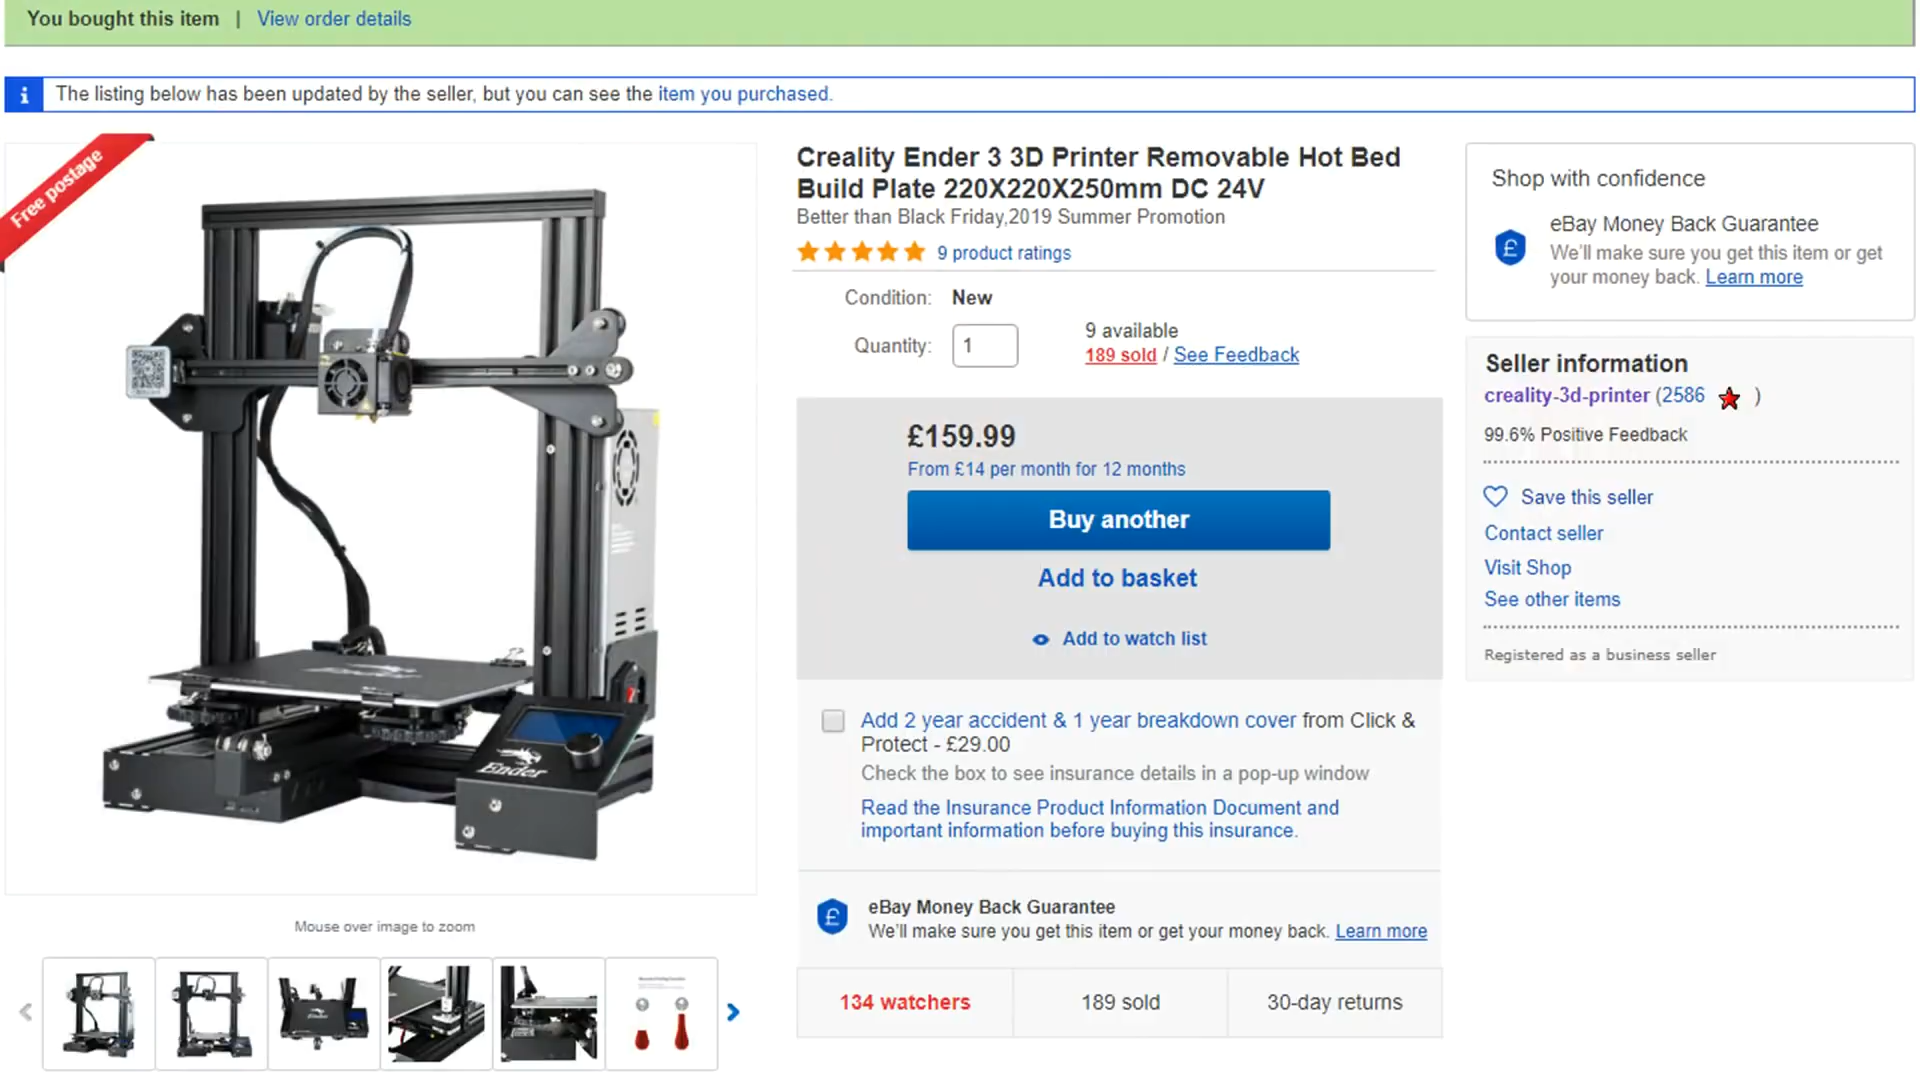 You bought this item | View order details
i The listing below has been updated by the seller, but you can see the item you purchased.
Free postage
Ender
Ender
Mouse over image to zoom
Creality Ender 3 3D Printer Removable Hot Bed
Build Plate 220X220X250mm DC 24V
Better than Black Friday,2019 Summer Promotion
9 product ratings
Condition: New
Quantity: 1
9 available
189 sold / See Feedback
£159.99
From £14 per month for 12 months
Buy another
Add to basket
Add to watch list
Add 2 year accident & 1 year breakdown cover from Click &
Protect - £29.00
Check the box to see insurance details in a pop-up window
Read the Insurance Product Information Document and
important information before buying this insurance.
£
eBay Money Back Guarantee
We'll make sure you get this item or get your money back. Learn more
134 watchers
189 sold
30-day returns
Shop with confidence
£
eBay Money Back Guarantee
We'll make sure you get this item or get
your money back. Learn more
Seller information
creality-3d-printer (2586 )
99.6% Positive Feedback
Save this seller
Contact seller
Visit Shop
See other items
Registered as a business seller